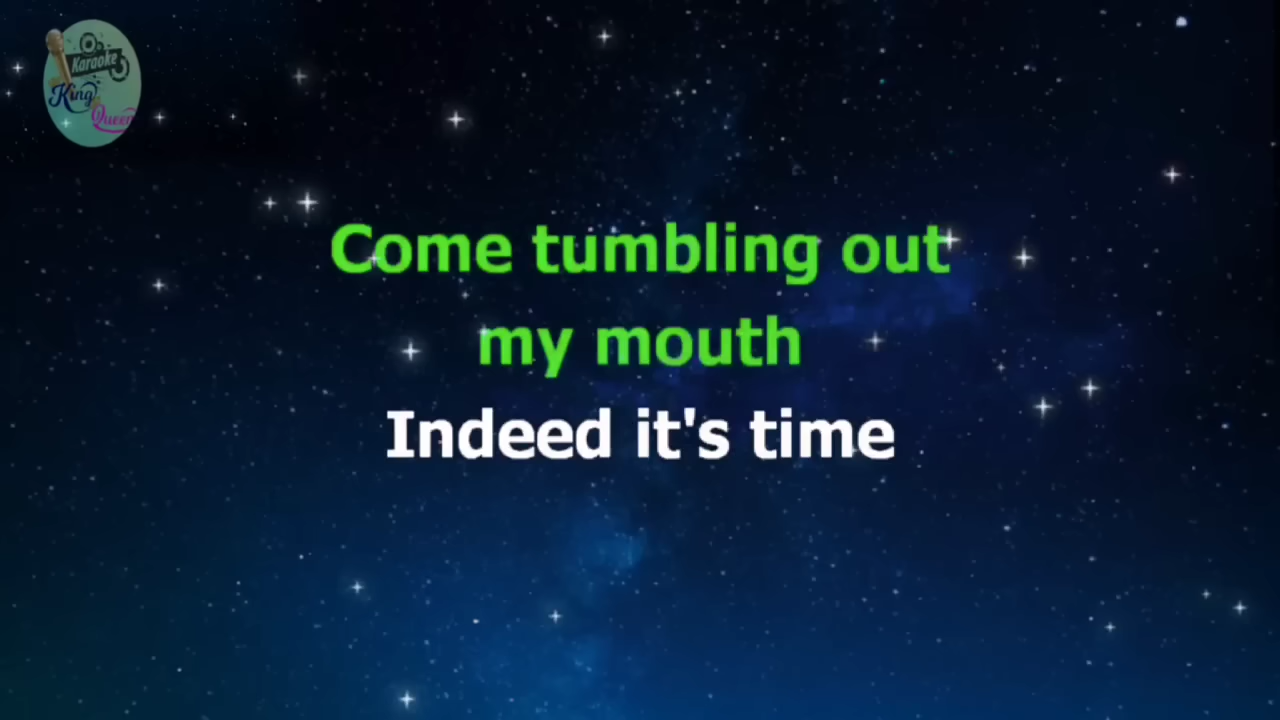 Karaoke
King
Queen
Come tumbling out
my mouth
Indeed it's time